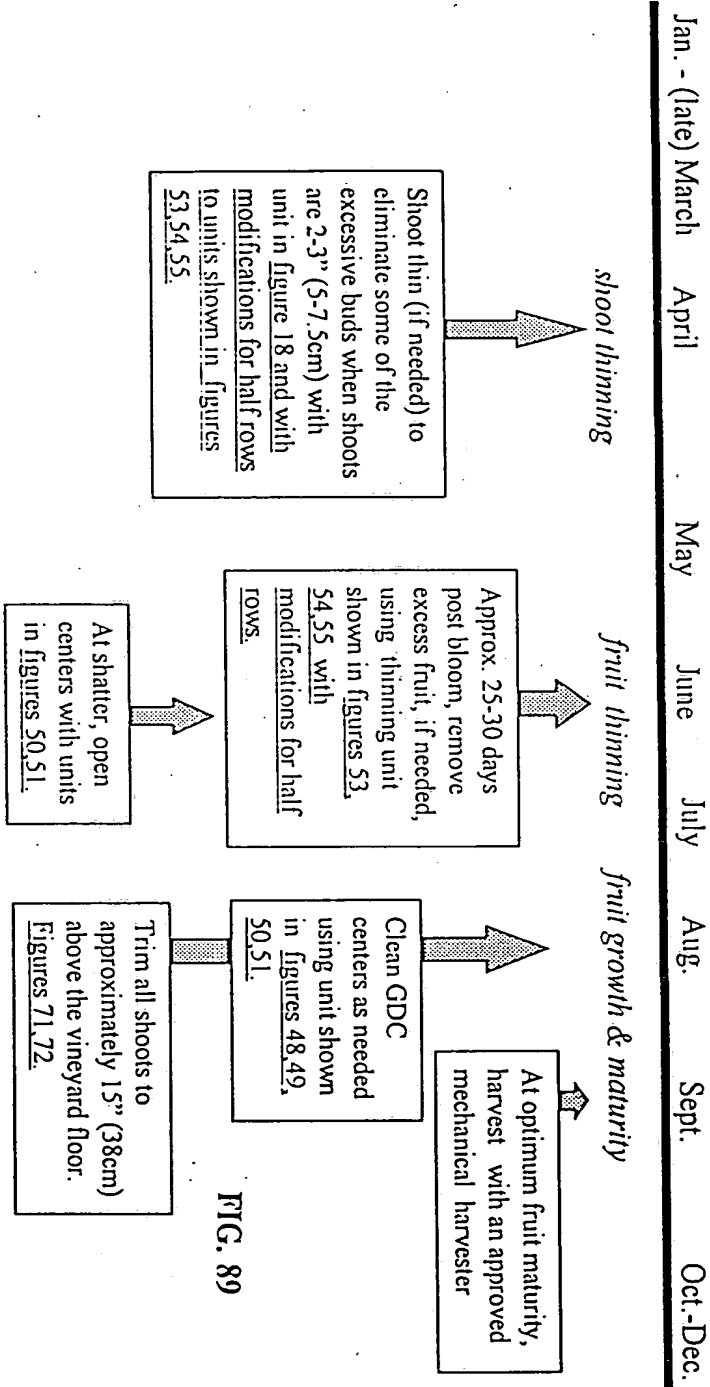 Jan. - (late) March April May June July Aug. Sept. Oct.-Dec.
shoot thinning fruit thinning fruit growth & maturity
Shoot thin (if needed) to
eliminate some of the
excessive buds when shoots
are 2-3" (5-7.5cm) with
unit in figure 18 and with
modifications for half rows
to units shown in figures
53,54,55.
Approx. 25-30 days
post bloom, remove
excess fruit, if needed,
using thinning unit
shown in figures 53,
54,55 with
modifications for half
rows.
At shatter, open
centers with units
in figures 50,51.
At optimum fruit maturity,
harvest with an approved
mechanical harvester
Clean GDC
centers as needed
using unit shown
in figures 48,49,
50,51.
Trim all shoots to
approximately 15" (38cm)
above the vineyard floor.
Figures 71,72.
FIG. 89